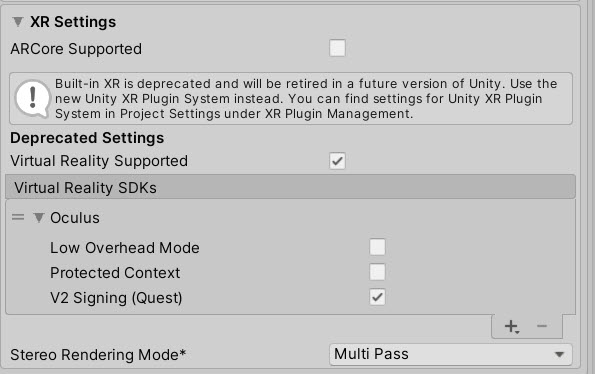 XR Settings
ARCore Supported
Built-in XR is deprecated and will be retired in a future version of Unity. Use the
new Unity XR Plugin System instead. You can find settings for Unity XR Plugin
System in Project Settings under XR Plugin Management.
Deprecated Settings
Virtual Reality Supported
Virtual Reality SDKs
Oculus
Low Overhead Mode
Protected Context
V2 Signing (Quest)
Stereo Rendering Mode* Multi Pass